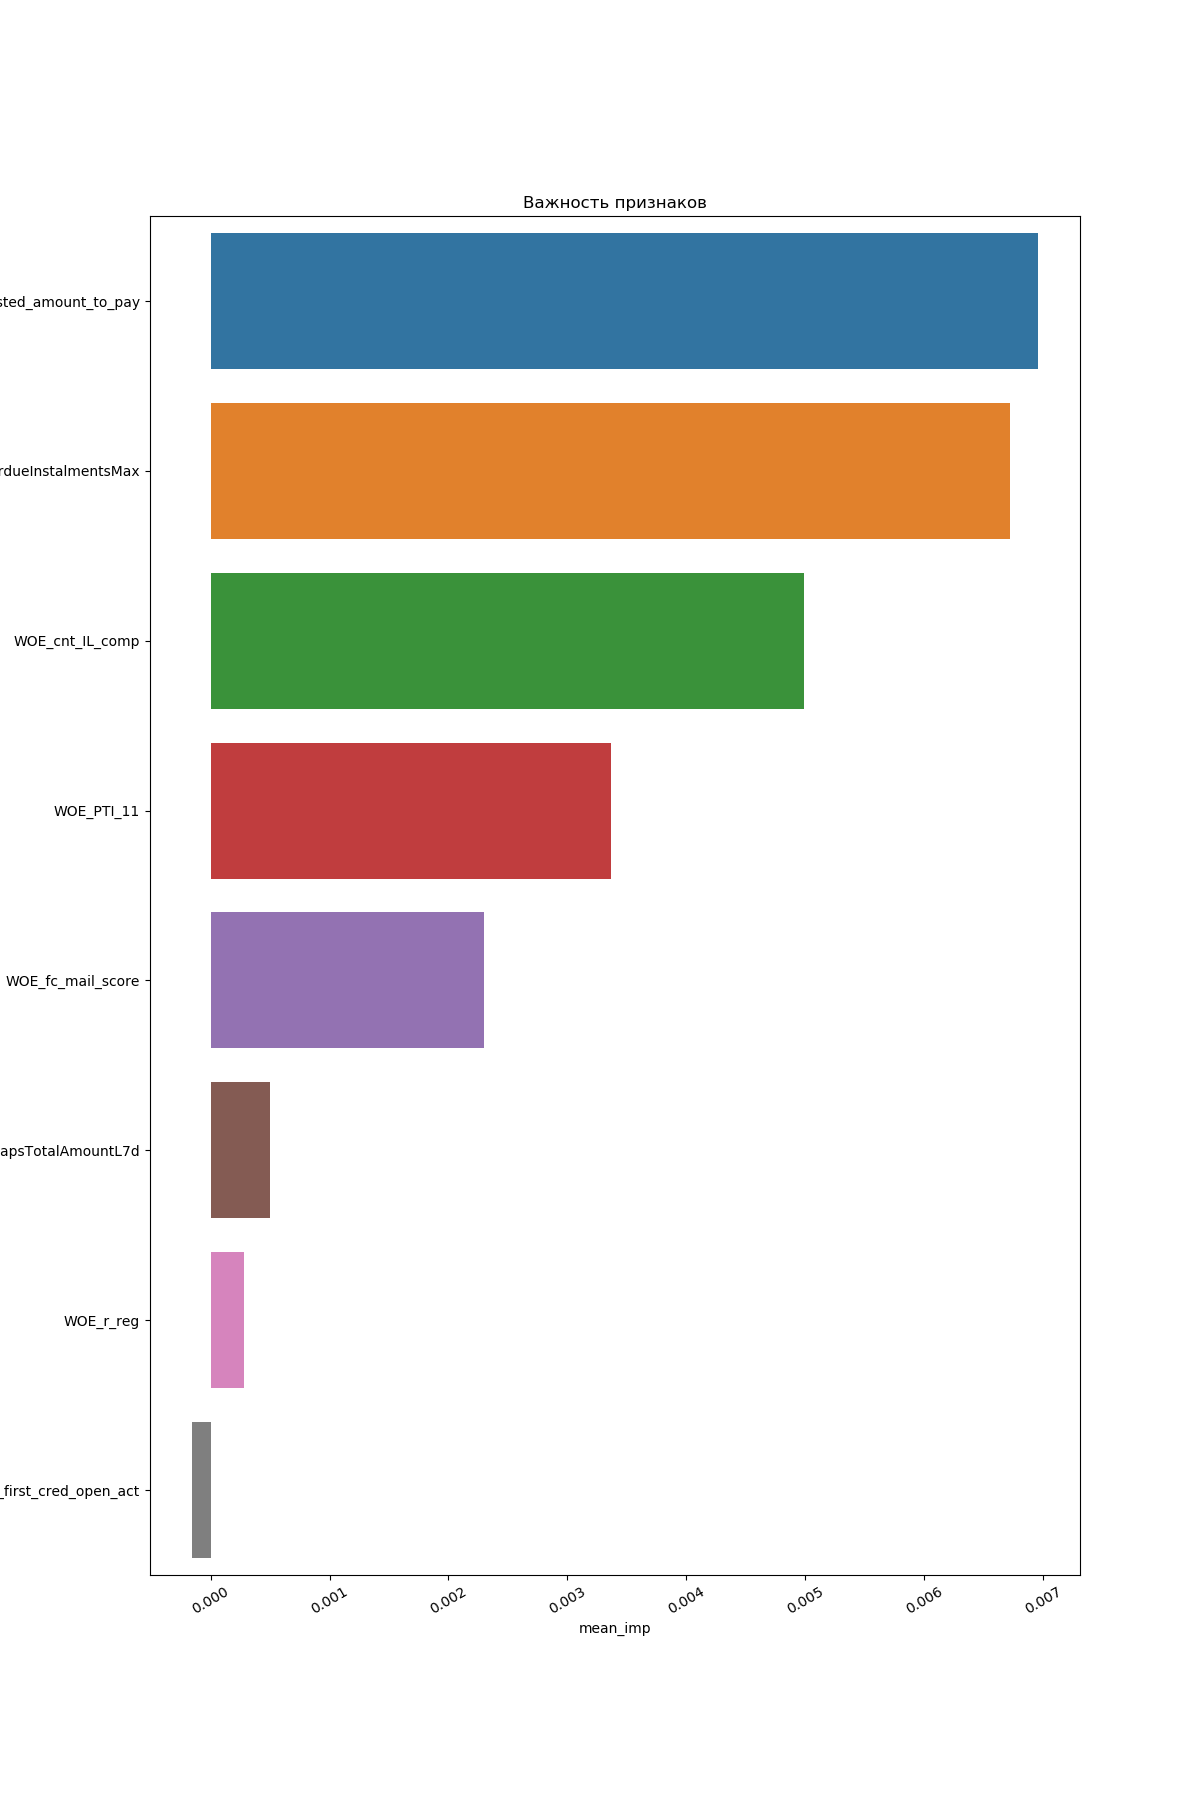 Важность признаков
sted_amount_to_pay
rdueInstalmentsMax
WOE_cnt_IL_comp
WOE_PTI_11
WOE_fc_mail_score
apsTotalAmountL7d
WOE_r_reg
_first_cred_open_act
0.000 0.001 0.002 0.003 0.004 0.005 0.006 0.007
mean_imp